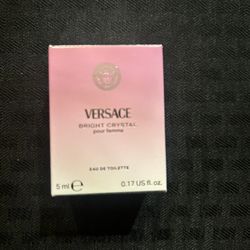 VERSACE
BRIGHT CRYSTAL
pour femme
EAU DE TOILETTE
5 ml e 0.17 US fl. oz.